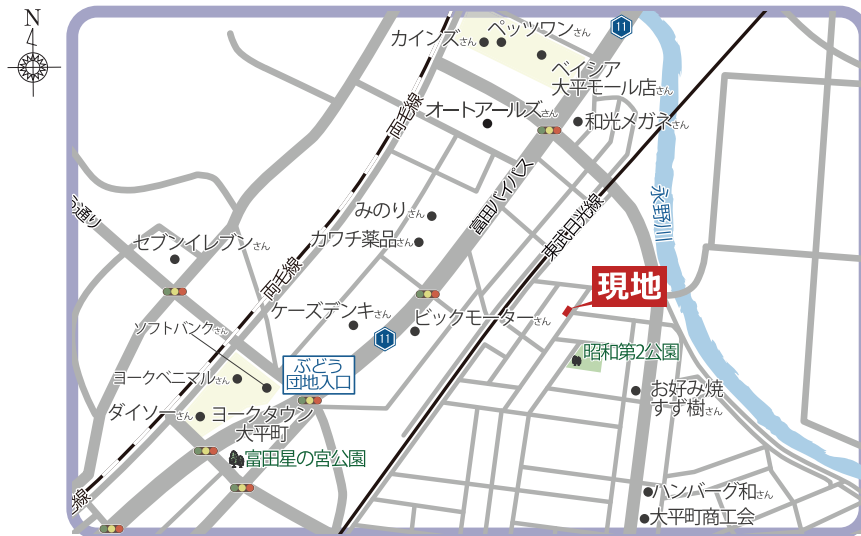 N
11
ペッツワンさん
カインズさん
ベイシア
大平モール店さん
オートアールズさん
和光メガネさん
両毛線
富田バイパス
永野川
東武日光線
みのりさん
カワチ薬品さん
う通り
セブンイレブンさん
両毛線
現地
ケーズデンキさん
ビックモーターさん
11
ソフトバンクさん
昭和第2公園
ぶどう
団地入口
ヨークベニマルさん
お好み焼
すず樹さん
ダイソーさん
ヨークタウン
大平町
富田星の宮公園
ハンバーグ和さん
大平町商工会
毛線